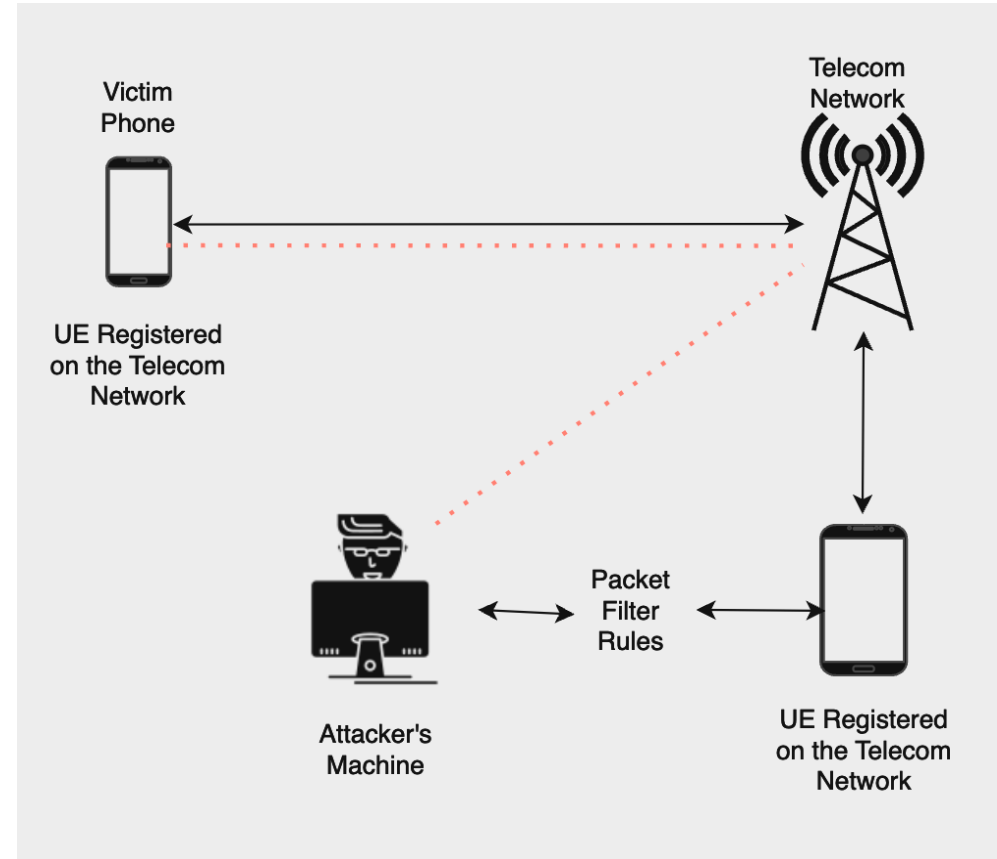 Victim
Phone
Telecom
Network
UE Registered
on the Telecom
Network
Packet
Filter
Rules
Attacker's
Machine
UE Registered
on the Telecom
Network